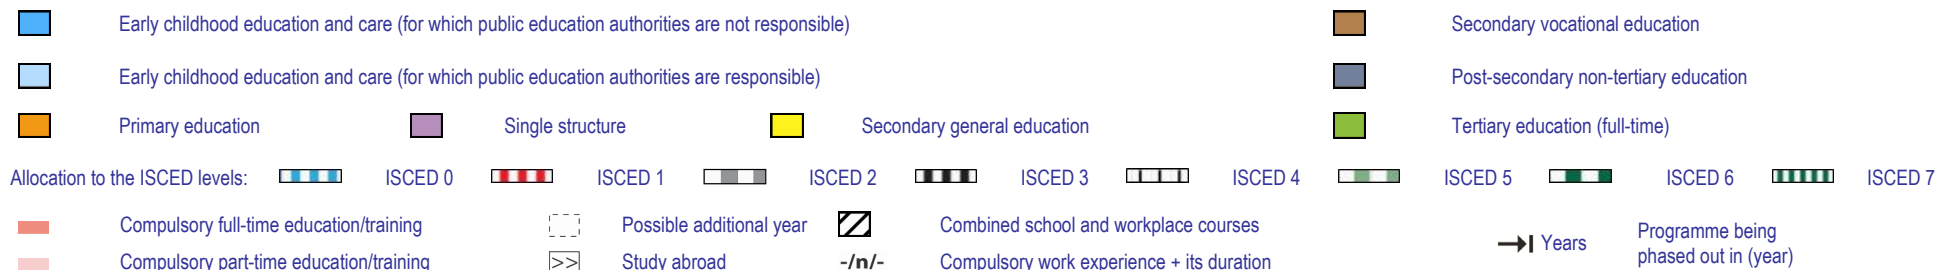 Early childhood education and care (for which public education authorities are not responsible)
Secondary vocational education
Early childhood education and care (for which public education authorities are responsible)
Post-secondary non-tertiary education
Primary education
Single structure
Secondary general education
Tertiary education (full-time)
Allocation to the ISCED levels:
ISCED 0
ISCED 1
ISCED 2
ISCED 3
ISCED 4
ISCED 5
ISCED 6
ISCED 7
Compulsory full-time education/training
Possible additional year
Combined school and workplace courses
Years
Programme being
phased out in (year)
Compulsory part-time education/training
>>
Study abroad
-/n/-
Compulsory work experience + its duration